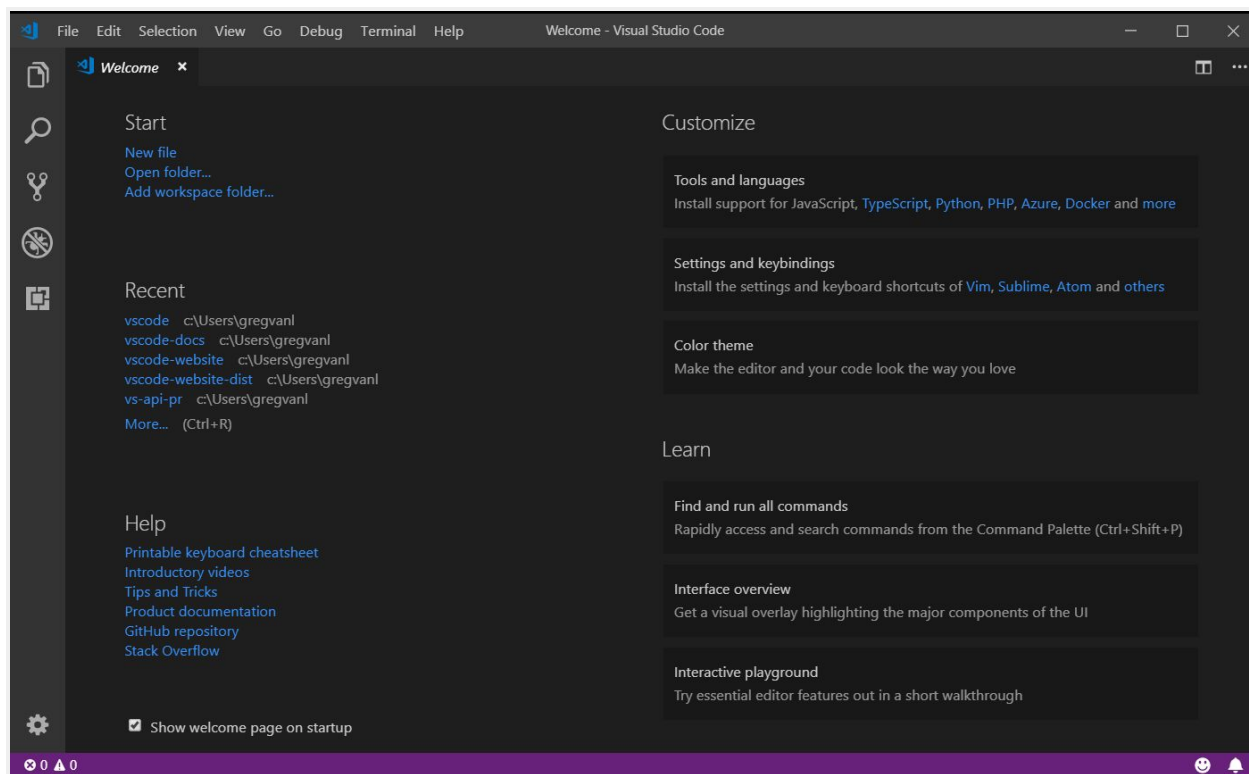 File Edit Selection View Go Debug Terminal Help Welcome - Visual Studio Code
Welcome
Start
New file
Open folder...
Add workspace folder...
Recent
vscode c:\Users\gregvanl
vscode-docs c:\Users\gregvanl
vscode-website c:\Users\gregvanl
vscode-website-dist c:\Users\gregvanl
vs-api-pr c:\Users\gregvanl
More... (Ctrl+R)
Help
Printable keyboard cheatsheet
Introductory videos
Tips and Tricks
Product documentation
GitHub repository
Stack Overflow
Show welcome page on startup
Customize
Tools and languages
Install support for JavaScript, TypeScript, Python, PHP, Azure, Docker and more
Settings and keybindings
Install the settings and keyboard shortcuts of Vim, Sublime, Atom and others
Color theme
Make the editor and your code look the way you love
Learn
Find and run all commands
Rapidly access and search commands from the Command Palette (Ctrl+Shift+P)
Interface overview
Get a visual overlay highlighting the major components of the UI
Interactive playground
Try essential editor features out in a short walkthrough
0 0